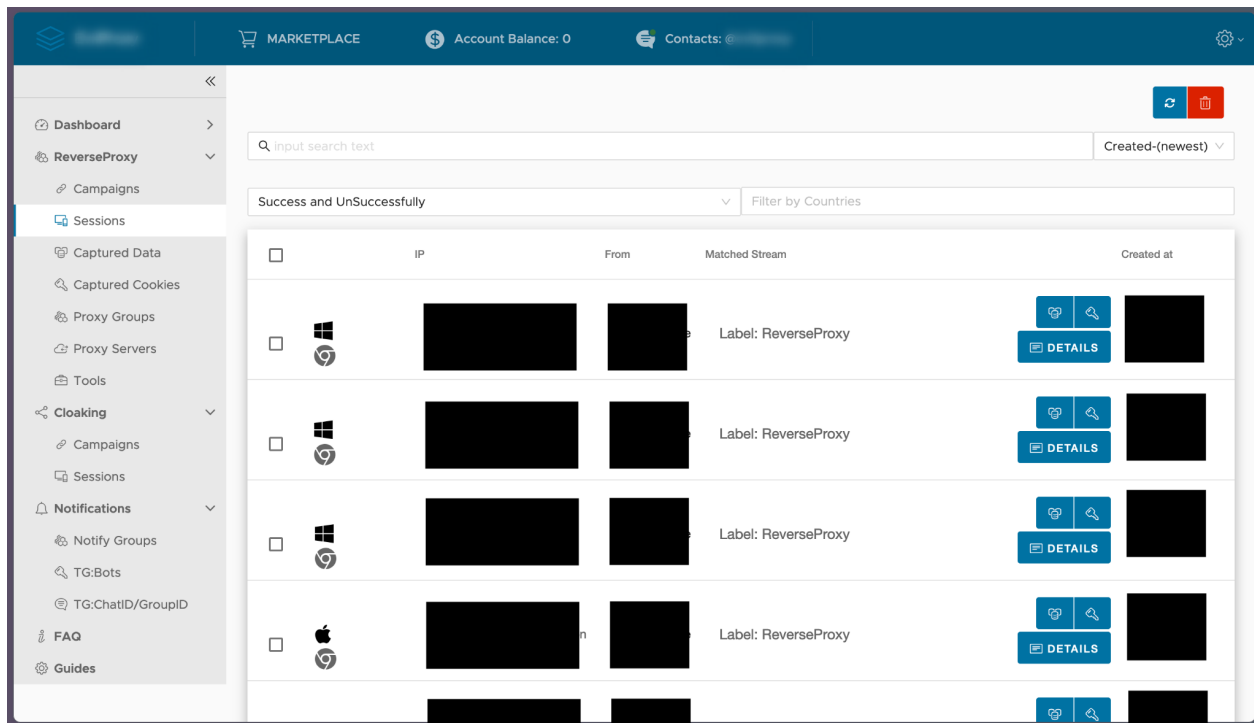 MARKETPLACE
Account Balance: 0
Contacts:
Dashboard
ReverseProxy
Campaigns
Sessions
Captured Data
Captured Cookies
Proxy Groups
Proxy Servers
Tools
Cloaking
Campaigns
Sessions
Notifications
Notify Groups
TG:Bots
TG:ChatID/GroupID
FAQ
Guides
input search text
Created-(newest)
Success and UnSuccessfully
Filter by Countries
IP From Matched Stream Created at
Label: ReverseProxy
DETAILS
Label: ReverseProxy
DETAILS
Label: ReverseProxy
DETAILS
Label: ReverseProxy
DETAILS